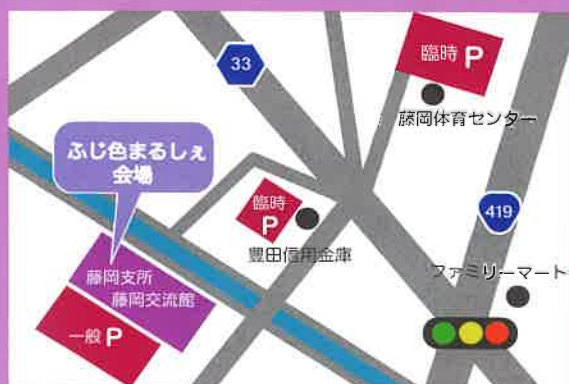 臨時 P
33
藤岡体育センター
ふじ色まるしぇ
会場
臨時
P
419
豊田信用金庫
ファミリーマート
藤岡支所
藤岡交流館
一般 P